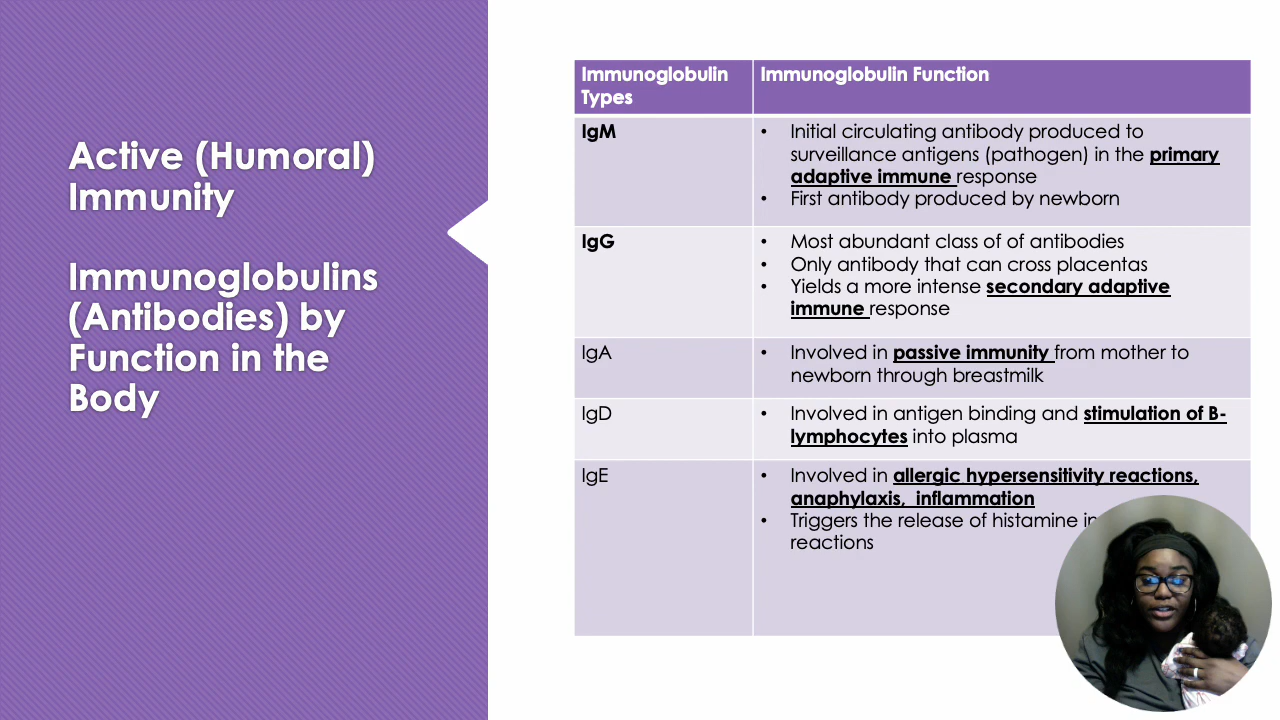 Active (Humoral)
Immunity
Immunoglobulins
(Antibodies) by
Function in the
Body
Immunoglobulin
Types
Immunoglobulin Function
IgM
• Initial circulating antibody produced to
surveillance antigens (pathogen) in the primary
adaptive immune response
• First antibody produced by newborn
IgG
• Most abundant class of of antibodies
• Only antibody that can cross placentas
• Yields a more intense secondary adaptive
immune response
IgA
• Involved in passive immunity from mother to
newborn through breastmilk
IgD
• Involved in antigen binding and stimulation of B-
lymphocytes into plasma
IgE
• Involved in allergic hypersensitivity reactions,
anaphylaxis, inflammation
• Triggers the release of histamine
reactions